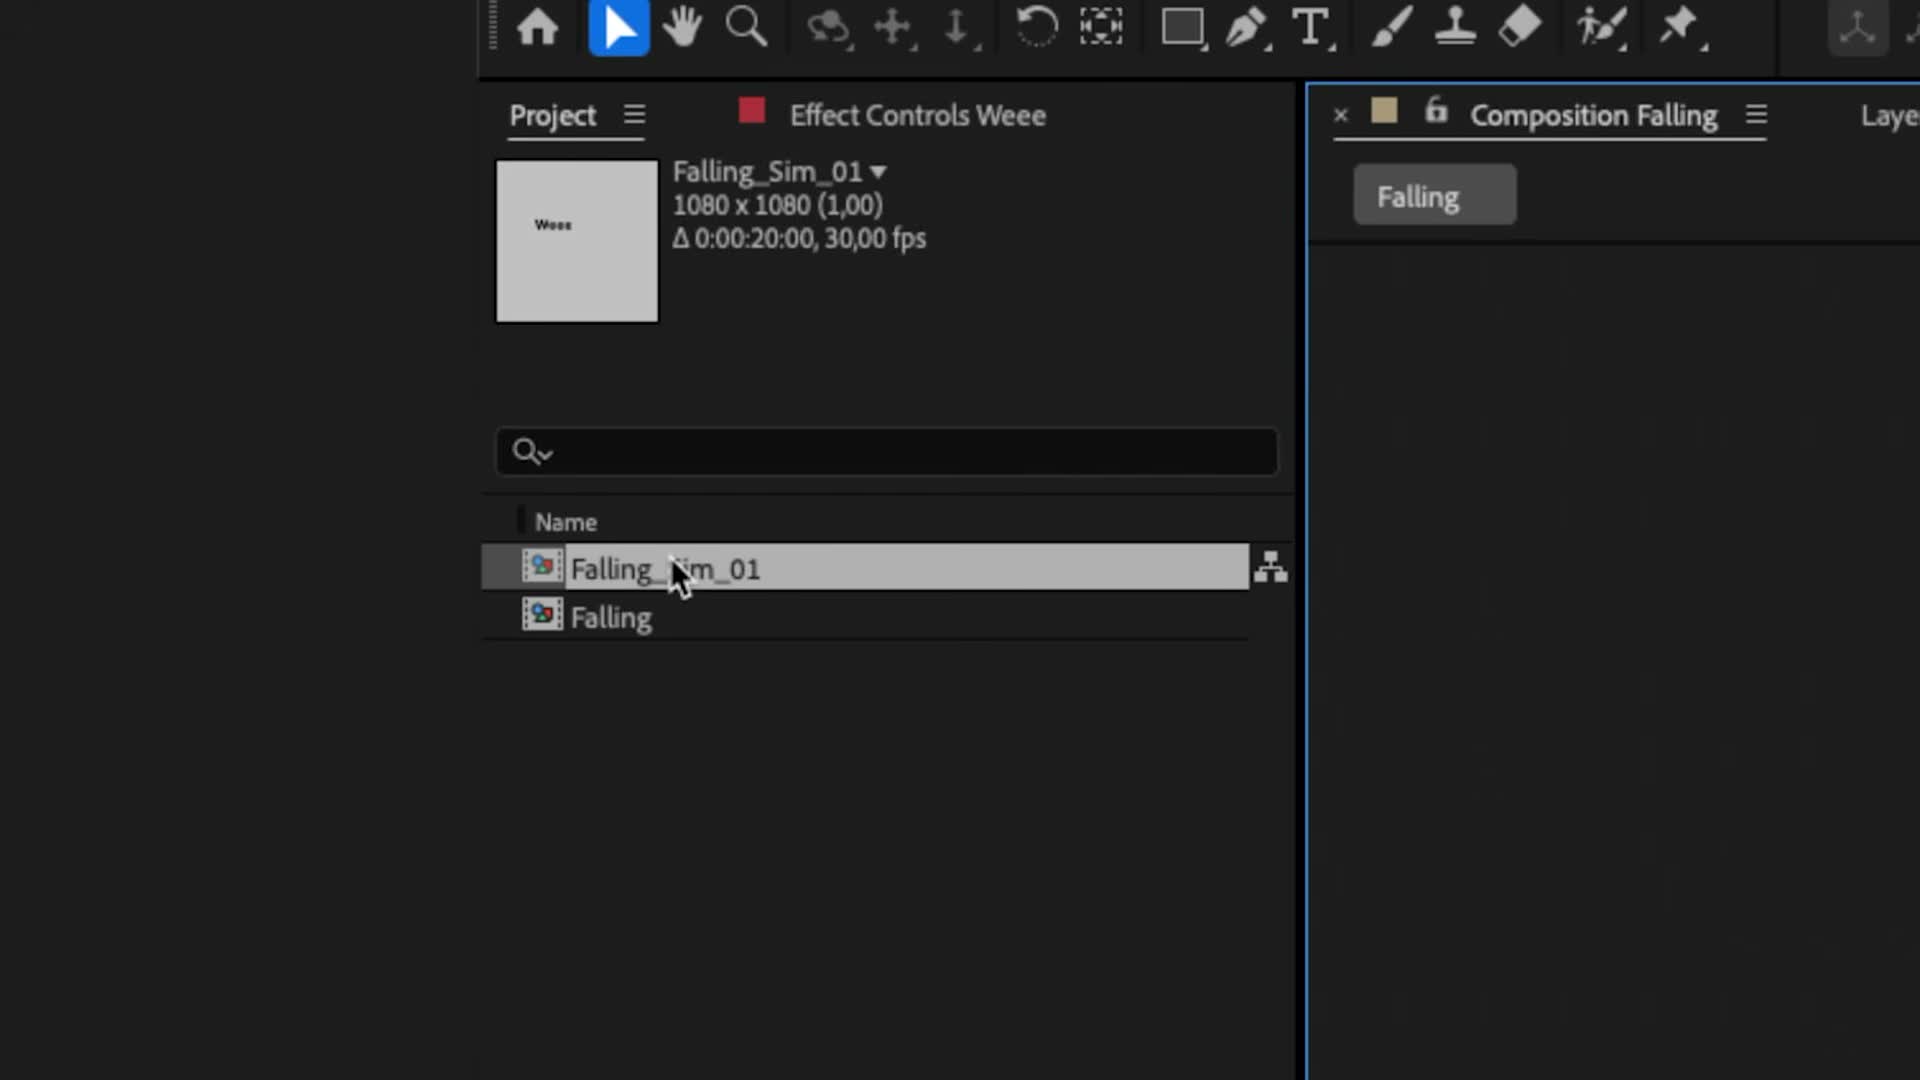 Project
Effect Controls Weee
Composition Falling
Laye
Falling
Falling_Sim_01
1080 x 1080 (1,00)
Δ 0:00:20:00, 30,00 fps
Weee
Name
Falling_Sim_01
Falling